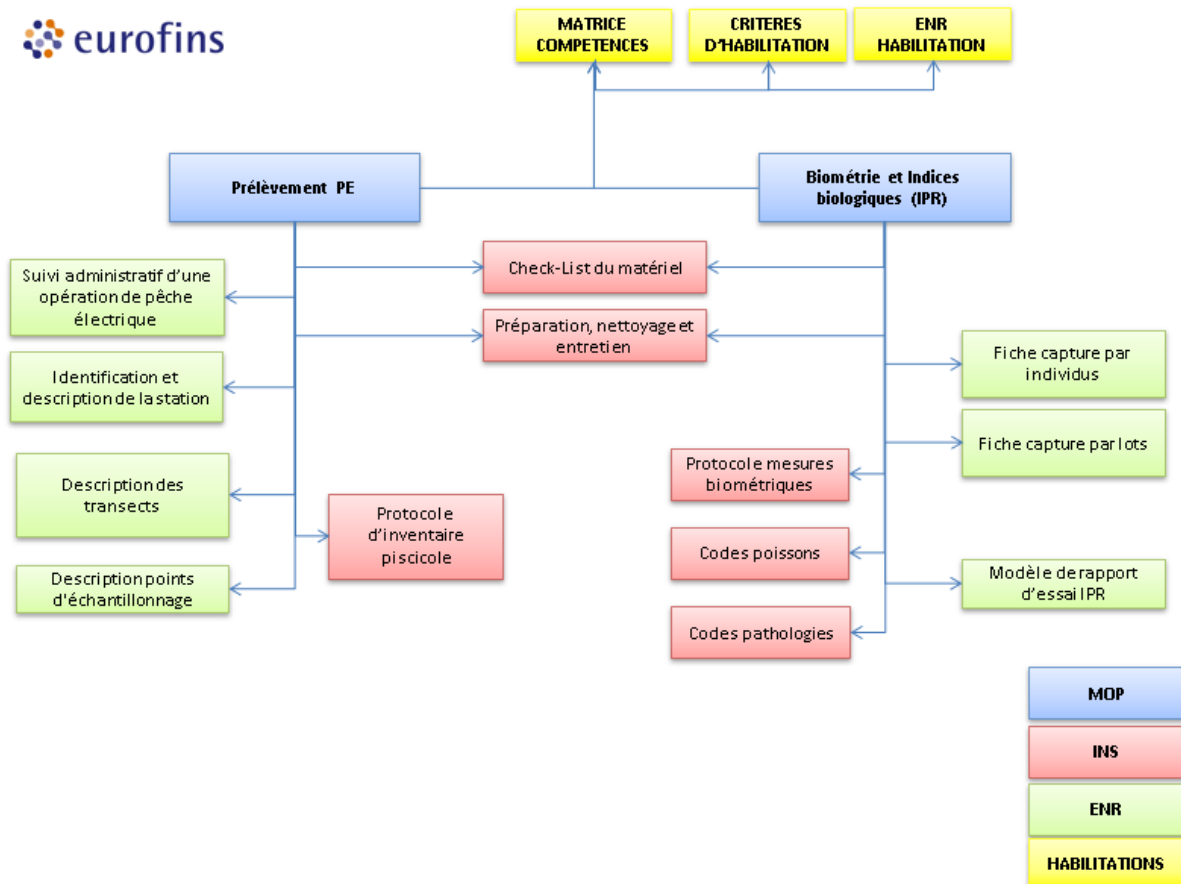 eurofins
MATRICE
COMPETENCES
CRITERES
D'HABILITATION
ENR
HABILITATION
Prélèvement PE
Biométrie et Indices
biologiques (IPR)
Suivi administratif d'une
opération de pêche
électrique
Check-List du matériel
Préparation, nettoyage et
entretien
Identification et
description de la station
Fiche capture par
individus
Fiche capture par lots
Description des
transects
Protocole
d'inventaire
piscicole
Protocole mesures
biométriques
Codes poissons
Description points
d'échantillonnage
Modèle de rapport
d'essai IPR
Codes pathologies
MOP
INS
ENR
HABILITATIONS